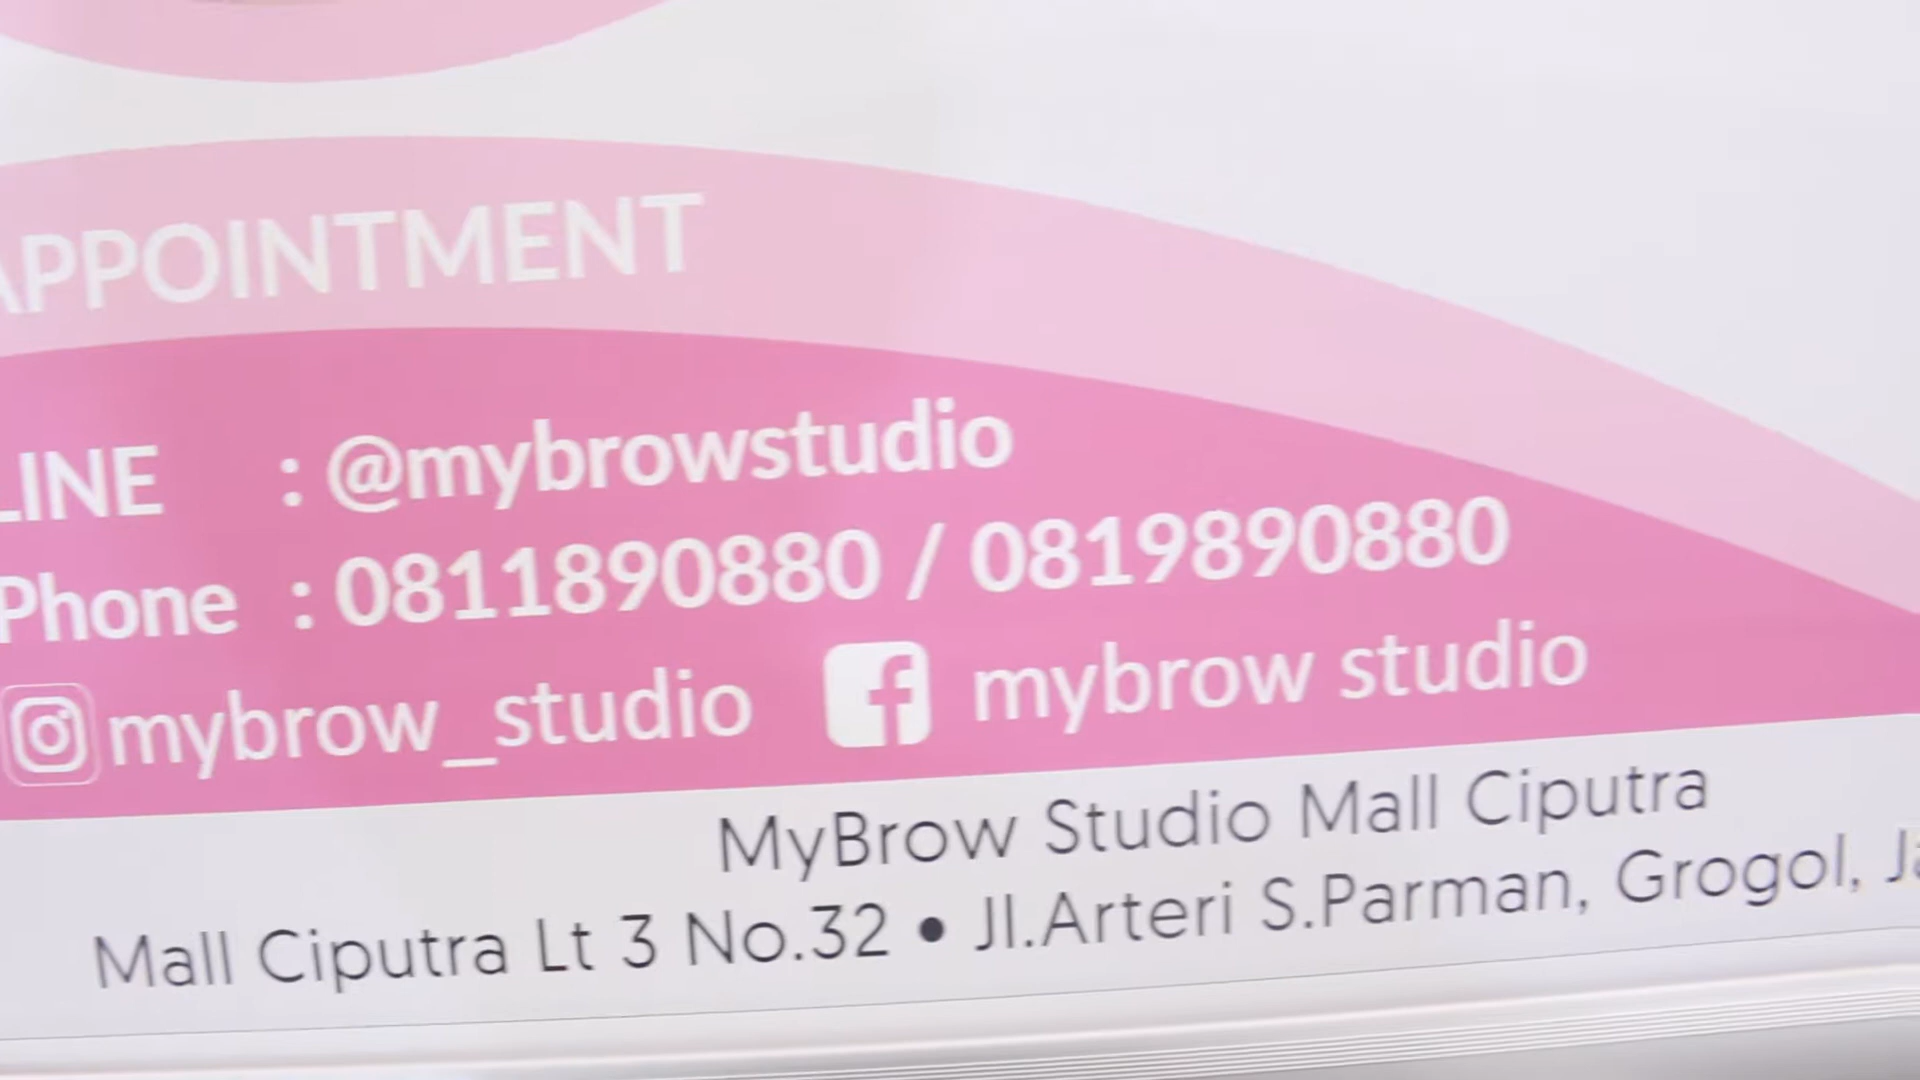 APPOINTMENT
LINE : @mybrowstudio
Phone : 0811890880 / 0819890880
mybrow_studio mybrow studio
MyBrow Studio Mall Ciputra
Mall Ciputra Lt 3 No.32 • Jl.Arteri S.Parman, Grogol,